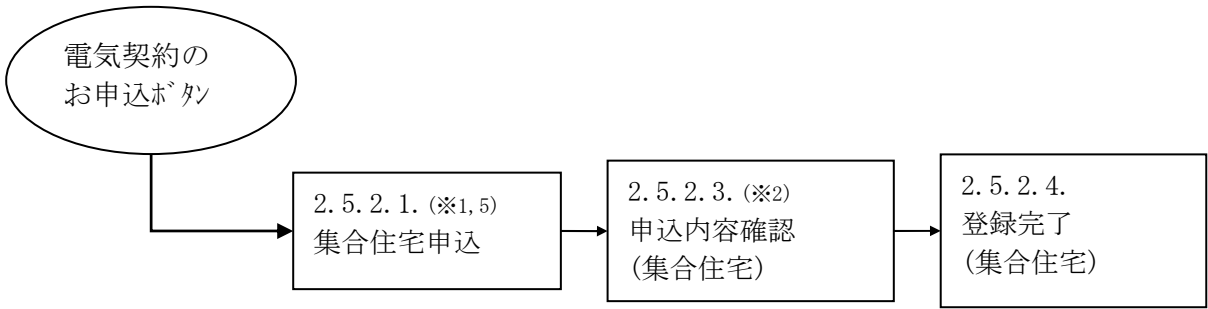 電気契約の
お申込ﾎﾞﾀﾝ
2.5.2.1.(※1,5)
集合住宅申込
2.5.2.3.(※2)
申込内容確認
(集合住宅)
2.5.2.4.
登録完了
(集合住宅)